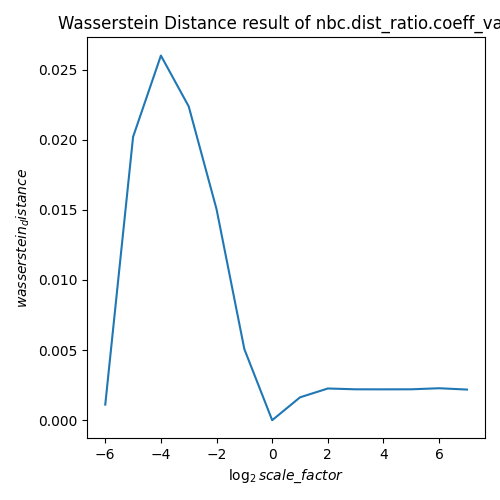 Wasserstein Distance result of nbc.dist_ratio.coeff_va
0.025
0.020
0.015
0.010
0.005
0.000
wasserstein_distance
−6 −4 −2 0 2 4 6
log₂ scale_factor